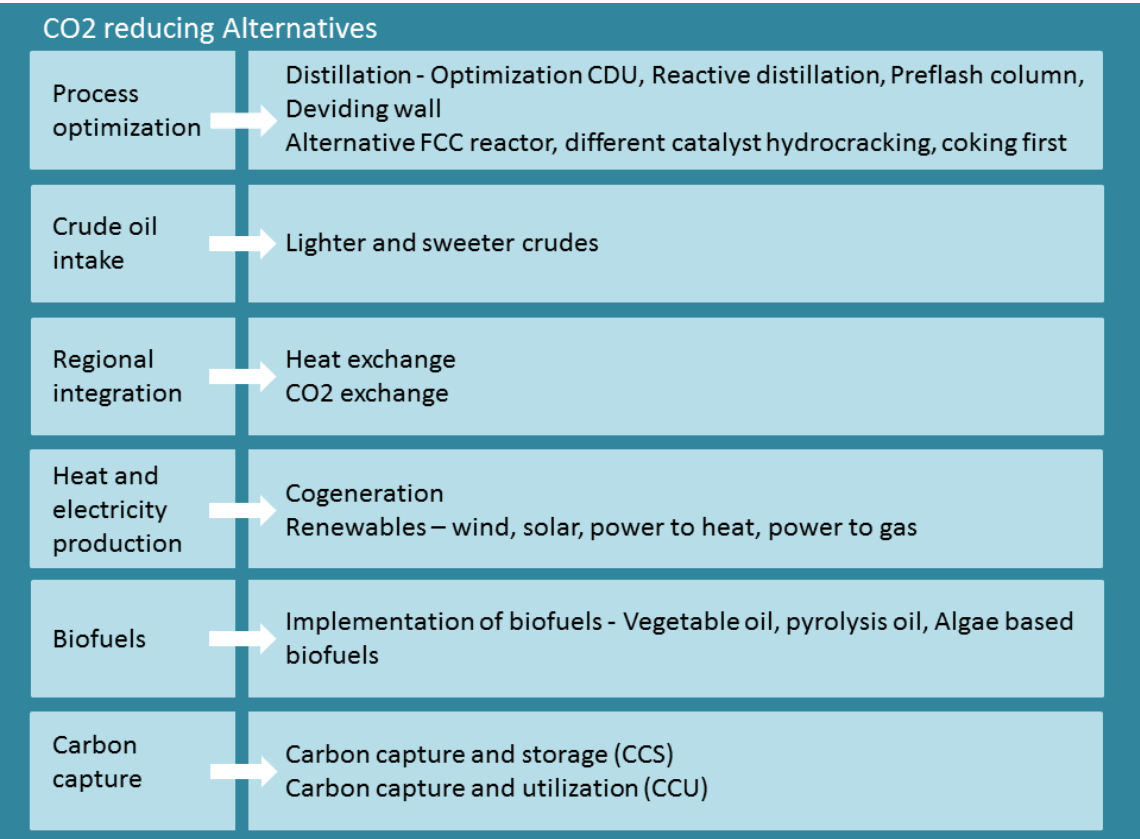 CO2 reducing Alternatives
Process
optimization
Distillation - Optimization CDU, Reactive distillation, Preflash column,
Deviding wall
Alternative FCC reactor, different catalyst hydrocracking, coking first
Crude oil
intake
Lighter and sweeter crudes
Regional
integration
Heat exchange
CO2 exchange
Heat and
electricity
production
Cogeneration
Renewables – wind, solar, power to heat, power to gas
Biofuels
Implementation of biofuels - Vegetable oil, pyrolysis oil, Algae based
biofuels
Carbon
capture
Carbon capture and storage (CCS)
Carbon capture and utilization (CCU)